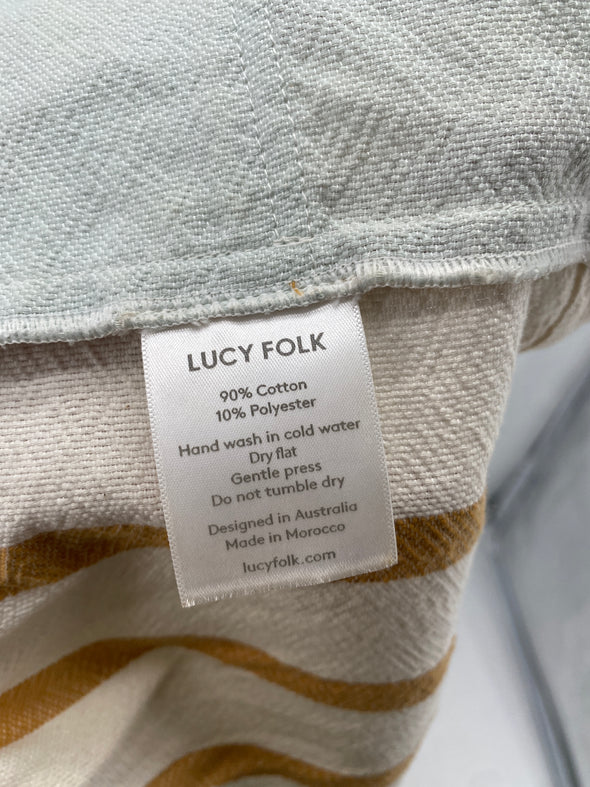 LUCY FOLK
90% Cotton
10% Polyester
Hand wash in cold water
Dry flat
Gentle press
Do not tumble dry
Designed in Australia
Made in Morocco
lucyfolk.com